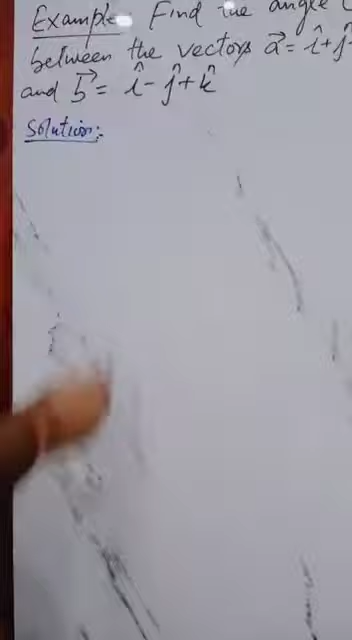 Example: Find the angle
between the vectors a⃗ = î + ĵ
and b⃗ = î - ĵ + k̂
Solution: